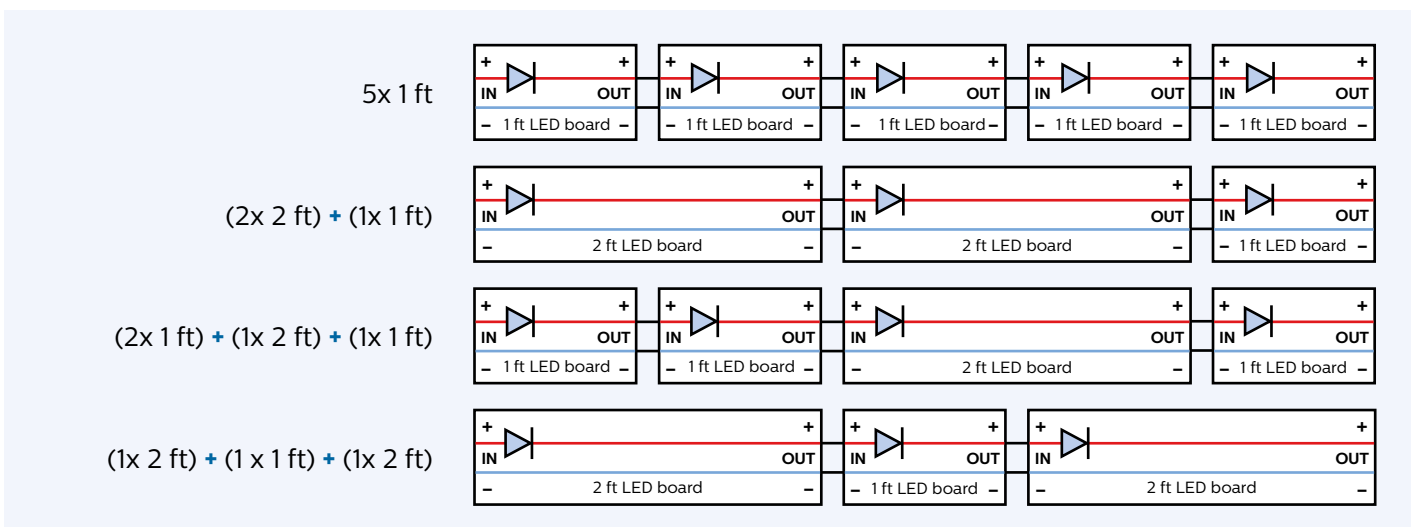 5x 1 ft
+ + + + + + + + + +
IN OUT IN OUT IN OUT IN OUT IN OUT
– 1 ft LED board – – 1 ft LED board – – 1 ft LED board – – 1 ft LED board – – 1 ft LED board –
(2x 2 ft) + (1x 1 ft)
+ + + + + +
IN OUT IN OUT IN OUT
– 2 ft LED board – – 2 ft LED board – – 1 ft LED board –
(2x 1 ft) + (1x 2 ft) + (1x 1 ft)
+ + + + + + + +
IN OUT IN OUT IN OUT IN OUT
– 1 ft LED board – – 1 ft LED board – – 2 ft LED board – – 1 ft LED board –
(1x 2 ft) + (1 x 1 ft) + (1x 2 ft)
+ + + + + +
IN OUT IN OUT IN OUT
– 2 ft LED board – – 1 ft LED board – – 2 ft LED board –